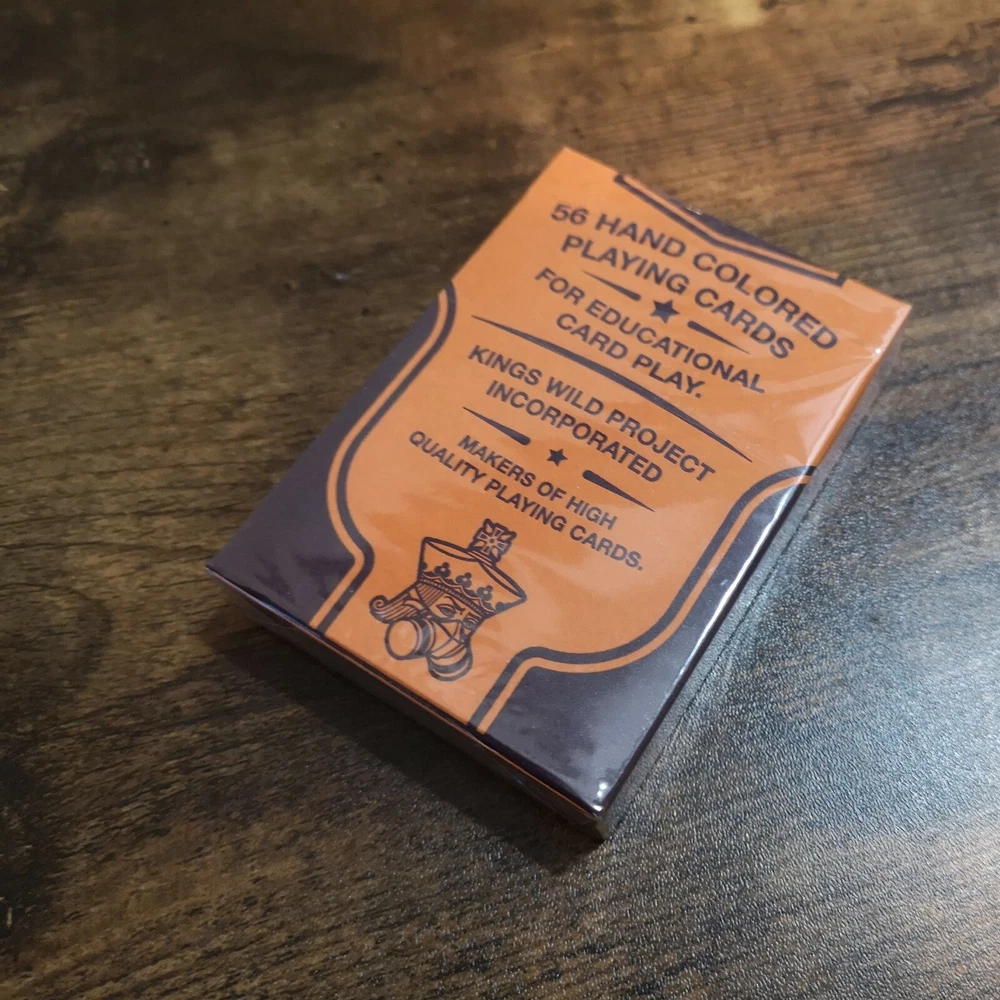 56 HAND COLORED
PLAYING CARDS
FOR EDUCATIONAL
CARD PLAY.
KINGS WILD PROJECT
INCORPORATED
MAKERS OF HIGH
QUALITY PLAYING CARDS.